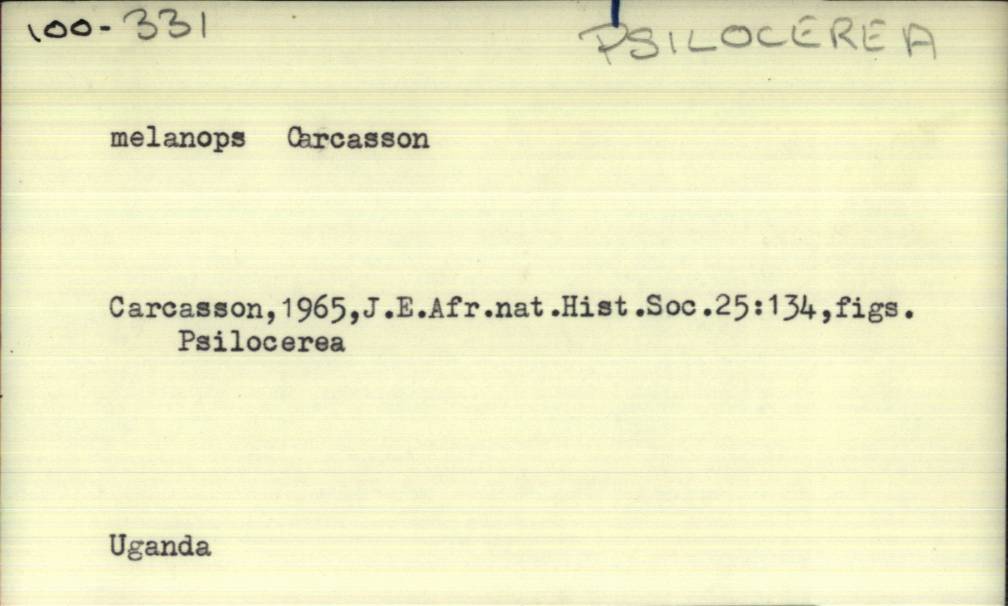 100-331
PSILOCEREA
melanops Carcasson
Carcasson,1965,J.E.Afr.nat.Hist.Soc.25:134,figs.
Psilocerea
Uganda